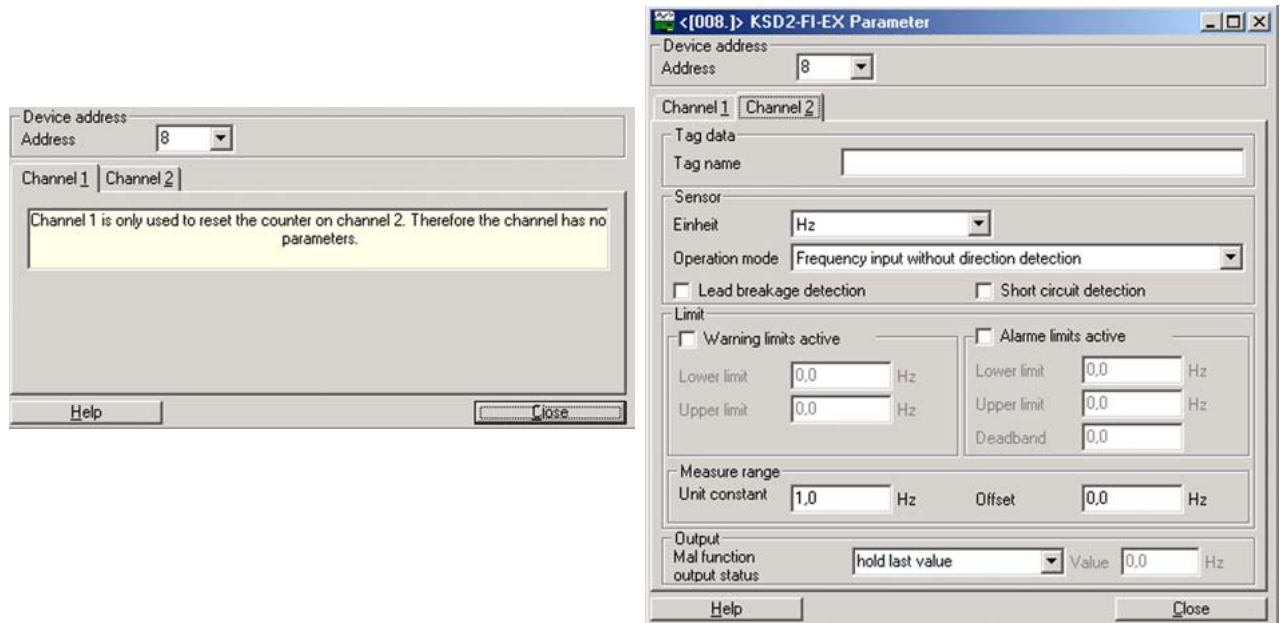 Device address
Address 8
Channel 1 Channel 2
Channel 1 is only used to reset the counter on channel 2. Therefore the channel has no
parameters.
Help Close
<[008.]> KSD2-FI-EX Parameter
Device address
Address 8
Channel 1 Channel 2
Tag data
Tag name
Sensor
Einheit Hz
Operation mode Frequency input without direction detection
Lead breakage detection Short circuit detection
Limit
Warning limits active Alarme limits active
Lower limit 0,0 Hz Lower limit 0,0 Hz
Upper limit 0,0 Hz Upper limit 0,0 Hz
Deadband 0,0
Measure range
Unit constant 1,0 Hz Offset 0,0 Hz
Output
Mal function
output status hold last value Value 0,0 Hz
Help Close